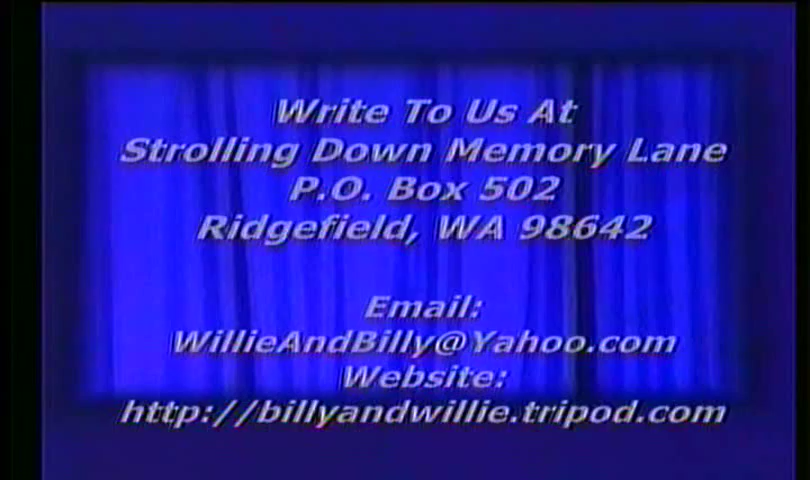 Write To Us At
Strolling Down Memory Lane
P.O. Box 502
Ridgefield, WA 98642
Email:
WillieAndBilly@Yahoo.com
Website:
http://billyandwillie.tripod.com